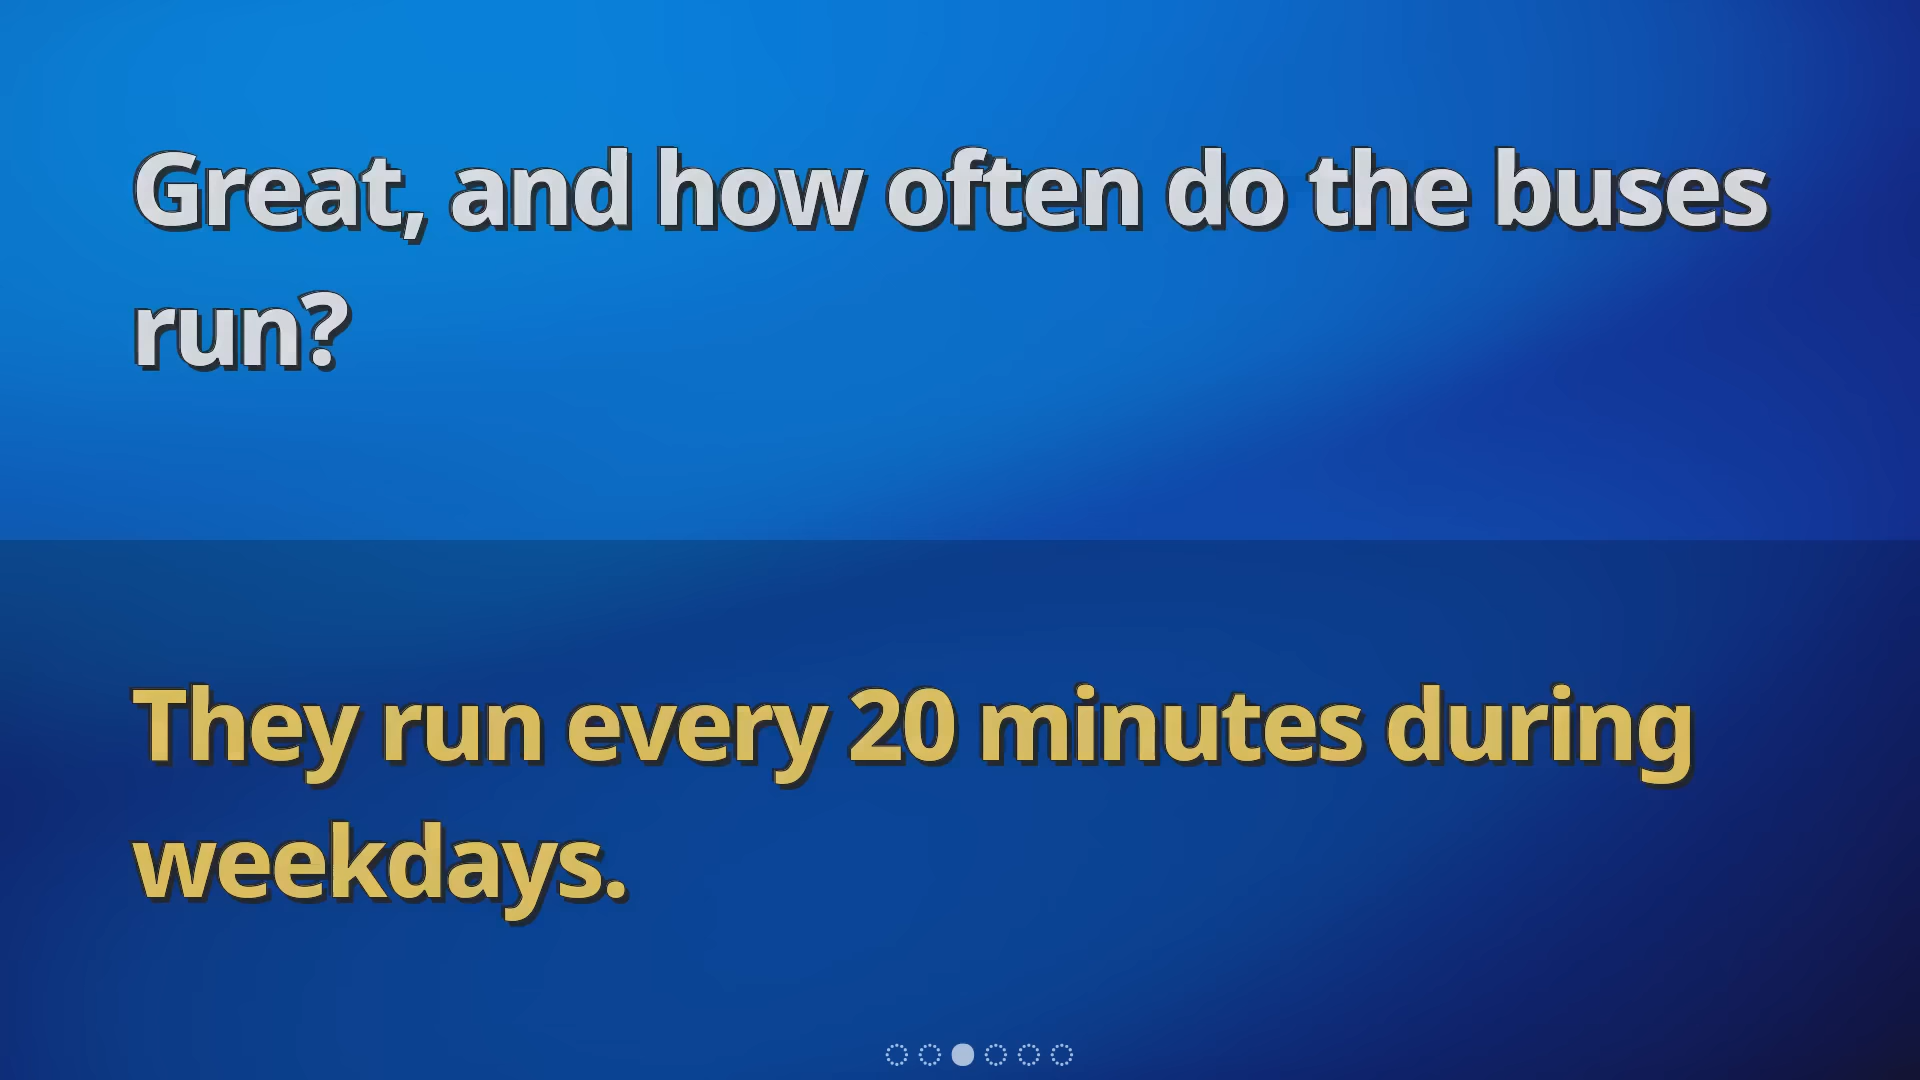 Great, and how often do the buses
run?
They run every 20 minutes during
weekdays.